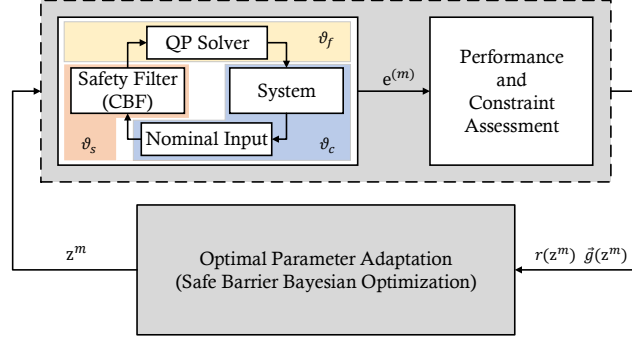 QP Solver
ϑ_f
Safety Filter
(CBF)
System
Nominal Input
ϑ_s
ϑ_c
e^(m)
Performance
and
Constraint
Assessment
z^m
Optimal Parameter Adaptation
(Safe Barrier Bayesian Optimization)
r(z^m) g⃗(z^m)